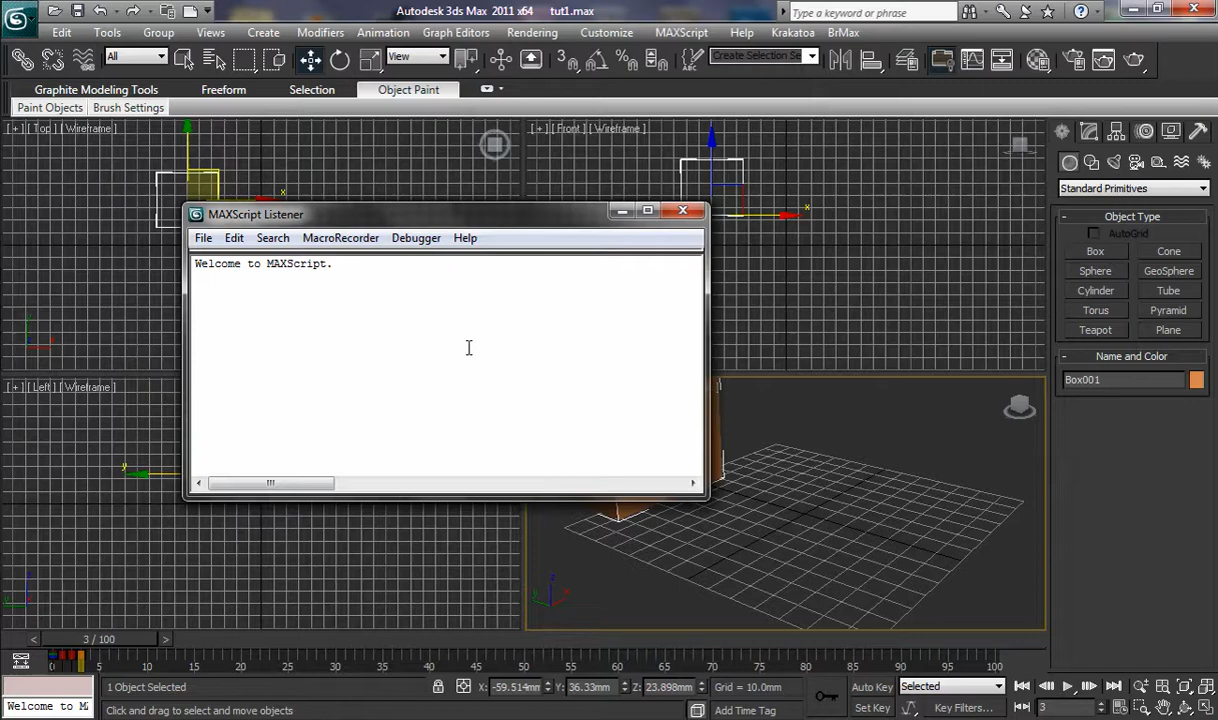 Autodesk 3ds Max 2011 x64 tut1.max
Type a keyword or phrase
Edit Tools Group Views Create Modifiers Animation Graph Editors Rendering Customize MAXScript Help Krakatoa BrMax
All View Create Selection Se
Graphite Modeling Tools Freeform Selection Object Paint
Paint Objects Brush Settings
[ + ] [ Top ] [ Wireframe ]
[ + ] [ Front ] [ Wireframe ]
Standard Primitives
Object Type
AutoGrid
Box Cone
Sphere GeoSphere
Cylinder Tube
Torus Pyramid
Teapot Plane
Name and Color
Box001
x
x
MAXScript Listener
File Edit Search MacroRecorder Debugger Help
Welcome to MAXScript.
[ + ] [ Left ] [ Wireframe ]
y
3 / 100
0 5 10 15 20 25 30 35 40 45 50 55 60 65 70 75 80 85 90 95 100
1 Object Selected X: -59.514mm Y: 36.33mm Z: 23.898mm Grid = 10.0mm Auto Key Selected
Welcome to M Click and drag to select and move objects Add Time Tag Set Key Key Filters... 3